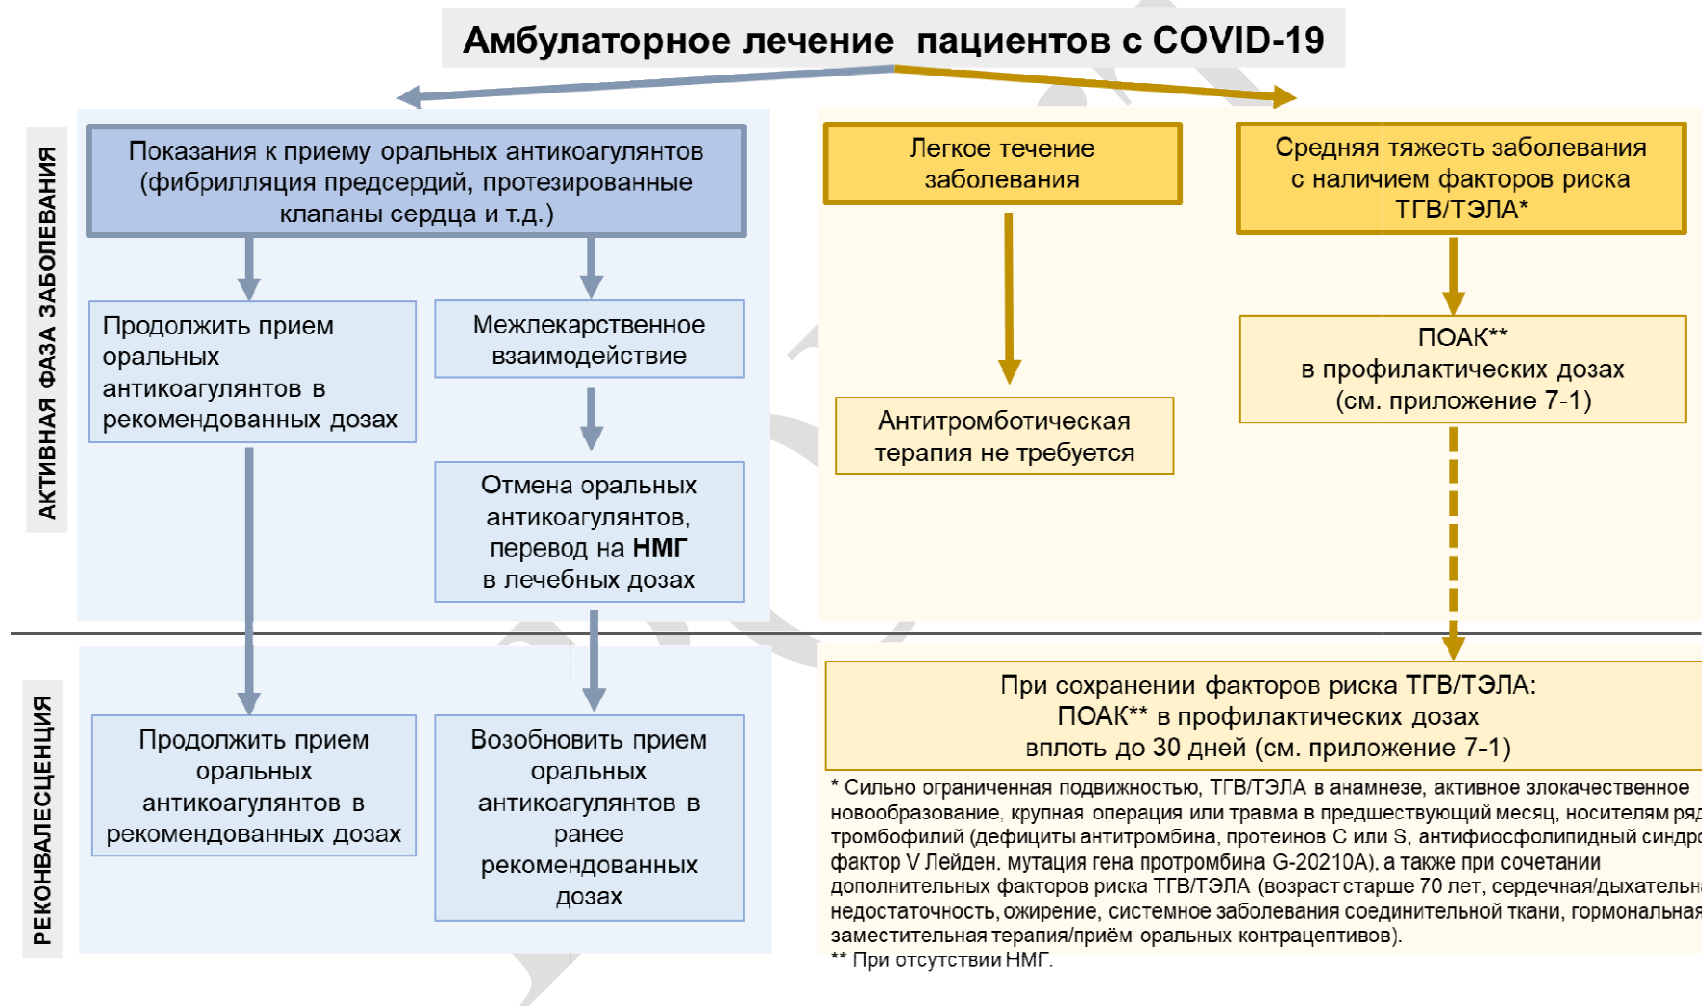 Амбулаторное лечение пациентов с COVID-19
АКТИВНАЯ ФАЗА ЗАБОЛЕВАНИЯ
Показания к приему оральных антикоагулянтов
(фибрилляция предсердий, протезированные
клапаны сердца и т.д.)
Продолжить прием
оральных
антикоагулянтов в
рекомендованных дозах
Межлекарственное
взаимодействие
Отмена оральных
антикоагулянтов,
перевод на НМГ
в лечебных дозах
Легкое течение
заболевания
Антитромботическая
терапия не требуется
Средняя тяжесть заболевания
с наличием факторов риска
ТГВ/ТЭЛА*
ПОАК**
в профилактических дозах
(см. приложение 7-1)
РЕКОНВАЛЕСЦЕНЦИЯ
Продолжить прием
оральных
антикоагулянтов в
рекомендованных дозах
Возобновить прием
оральных
антикоагулянтов в
ранее
рекомендованных
дозах
При сохранении факторов риска ТГВ/ТЭЛА:
ПОАК** в профилактических дозах
вплоть до 30 дней (см. приложение 7-1)
* Сильно ограниченная подвижностью, ТГВ/ТЭЛА в анамнезе, активное злокачественное
новообразование, крупная операция или травма в предшествующий месяц, носителям ряд
тромбофилий (дефициты антитромбина, протеинов С или S, антифиосфолипидный синдро
фактор V Лейден, мутация гена протромбина G-20210A), а также при сочетании
дополнительных факторов риска ТГВ/ТЭЛА (возраст старше 70 лет, сердечная/дыхательна
недостаточность, ожирение, системное заболевания соединительной ткани, гормональная
заместительная терапия/приём оральных контрацептивов).
** При отсутствии НМГ.